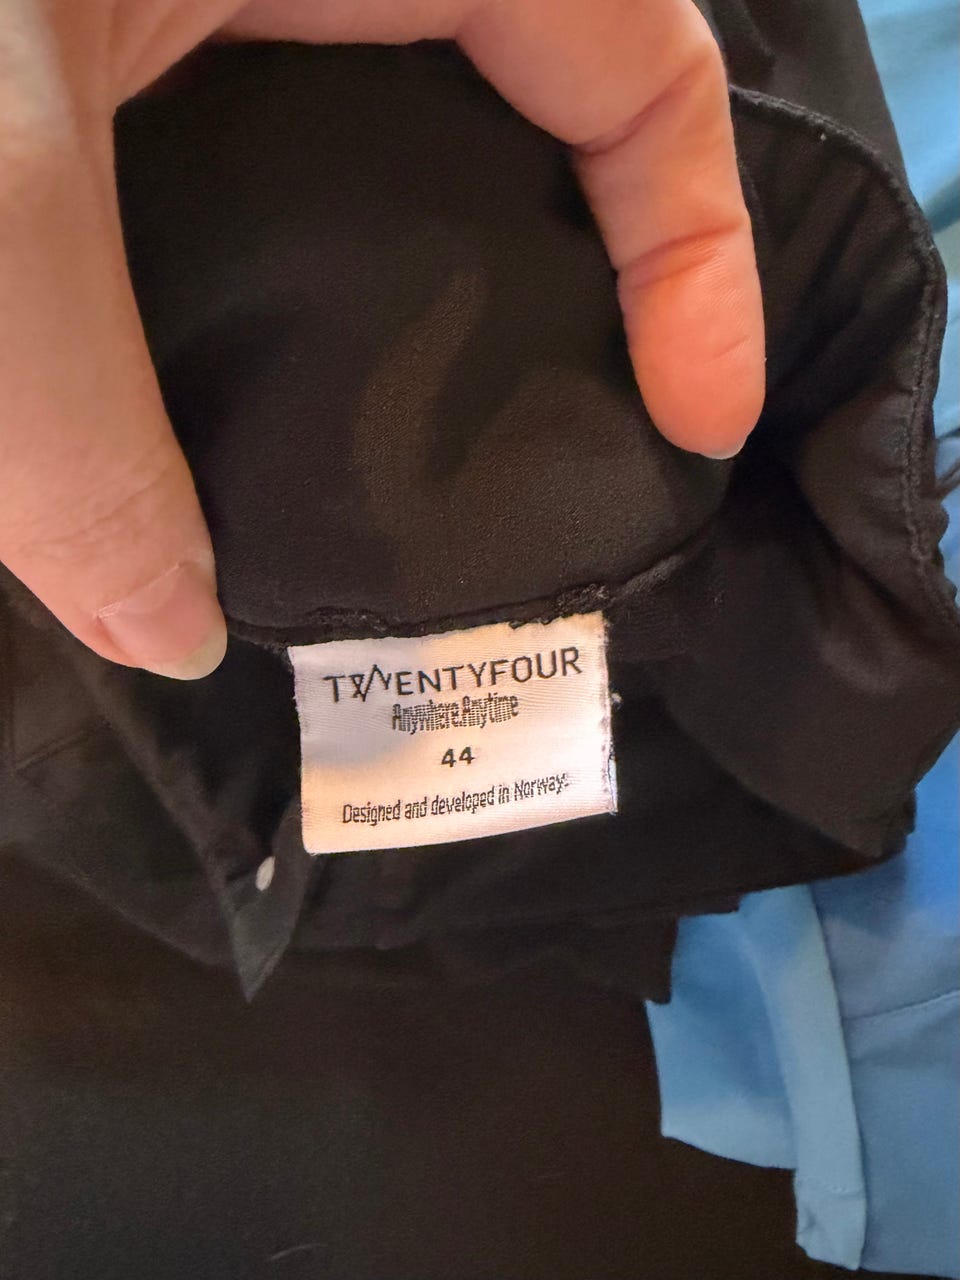 TWENTYFOUR
Anywhere Anytime
44
Designed and developed in Norway.